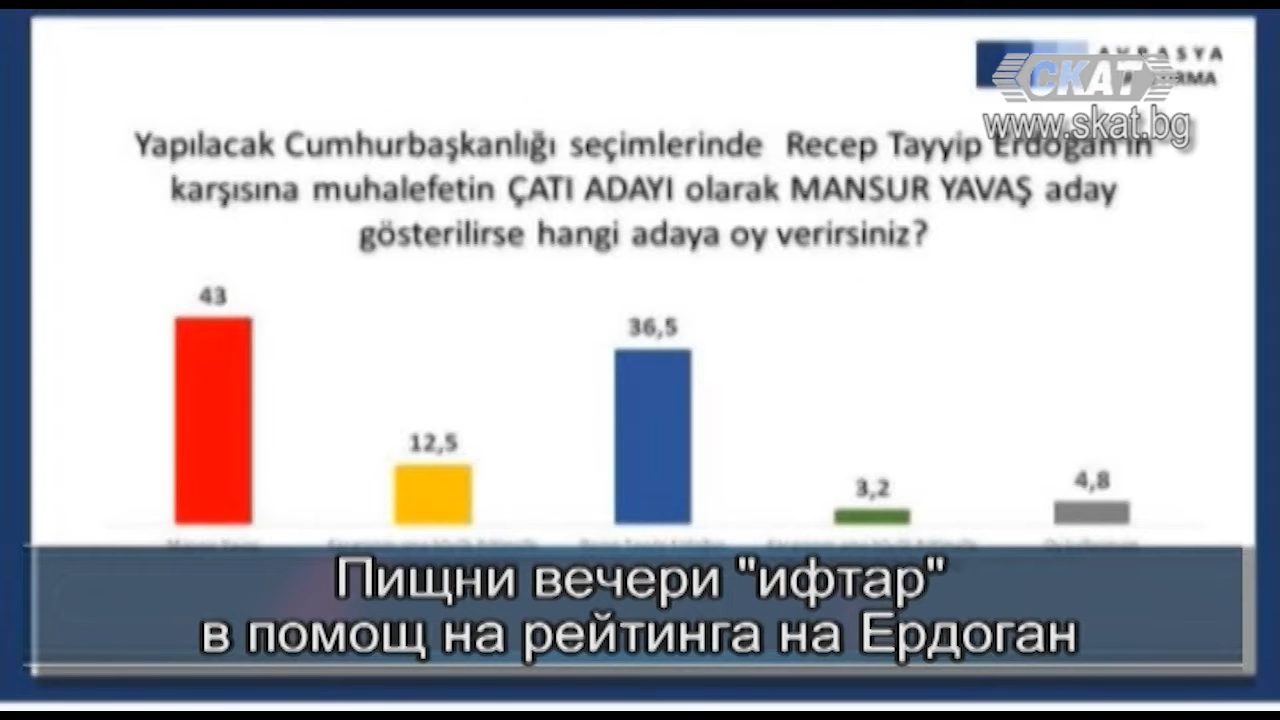 AVRASYA
СКАТ
www.skat.bg
Yapılacak Cumhurbaşkanlığı seçimlerinde Recep Tayyip Erdoğan'ın
karşısına muhalefetin ÇATI ADAYI olarak MANSUR YAVAŞ aday
gösterilirse hangi adaya oy verirsiniz?
43
12,5
36,5
3,2
4,8
Пищни вечери "ифтар"
в помощ на рейтинга на Ердоган